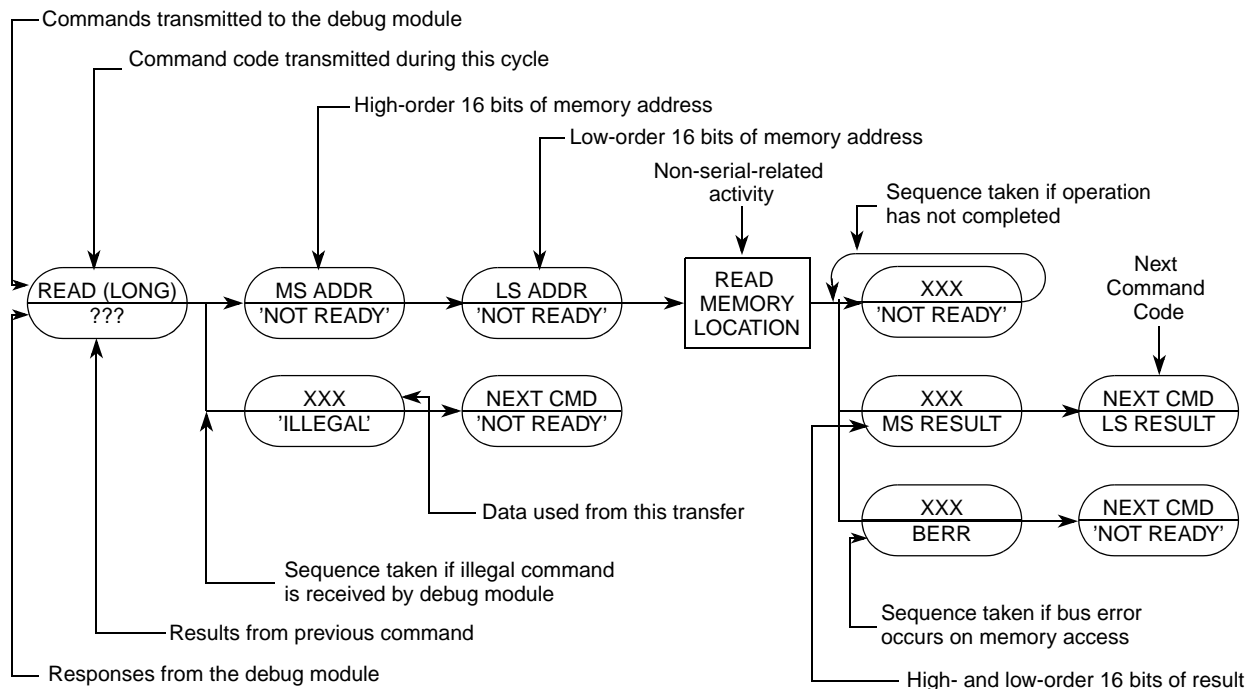 Commands transmitted to the debug module
Command code transmitted during this cycle
High-order 16 bits of memory address
Low-order 16 bits of memory address
Non-serial-related
activity
Sequence taken if operation
has not completed
Next
Command
Code
READ (LONG)
???
MS ADDR
'NOT READY'
LS ADDR
'NOT READY'
READ
MEMORY
LOCATION
XXX
'NOT READY'
XXX
'ILLEGAL'
NEXT CMD
'NOT READY'
XXX
MS RESULT
NEXT CMD
LS RESULT
XXX
BERR
NEXT CMD
'NOT READY'
Data used from this transfer
Sequence taken if illegal command
is received by debug module
Results from previous command
Responses from the debug module
Sequence taken if bus error
occurs on memory access
High- and low-order 16 bits of result